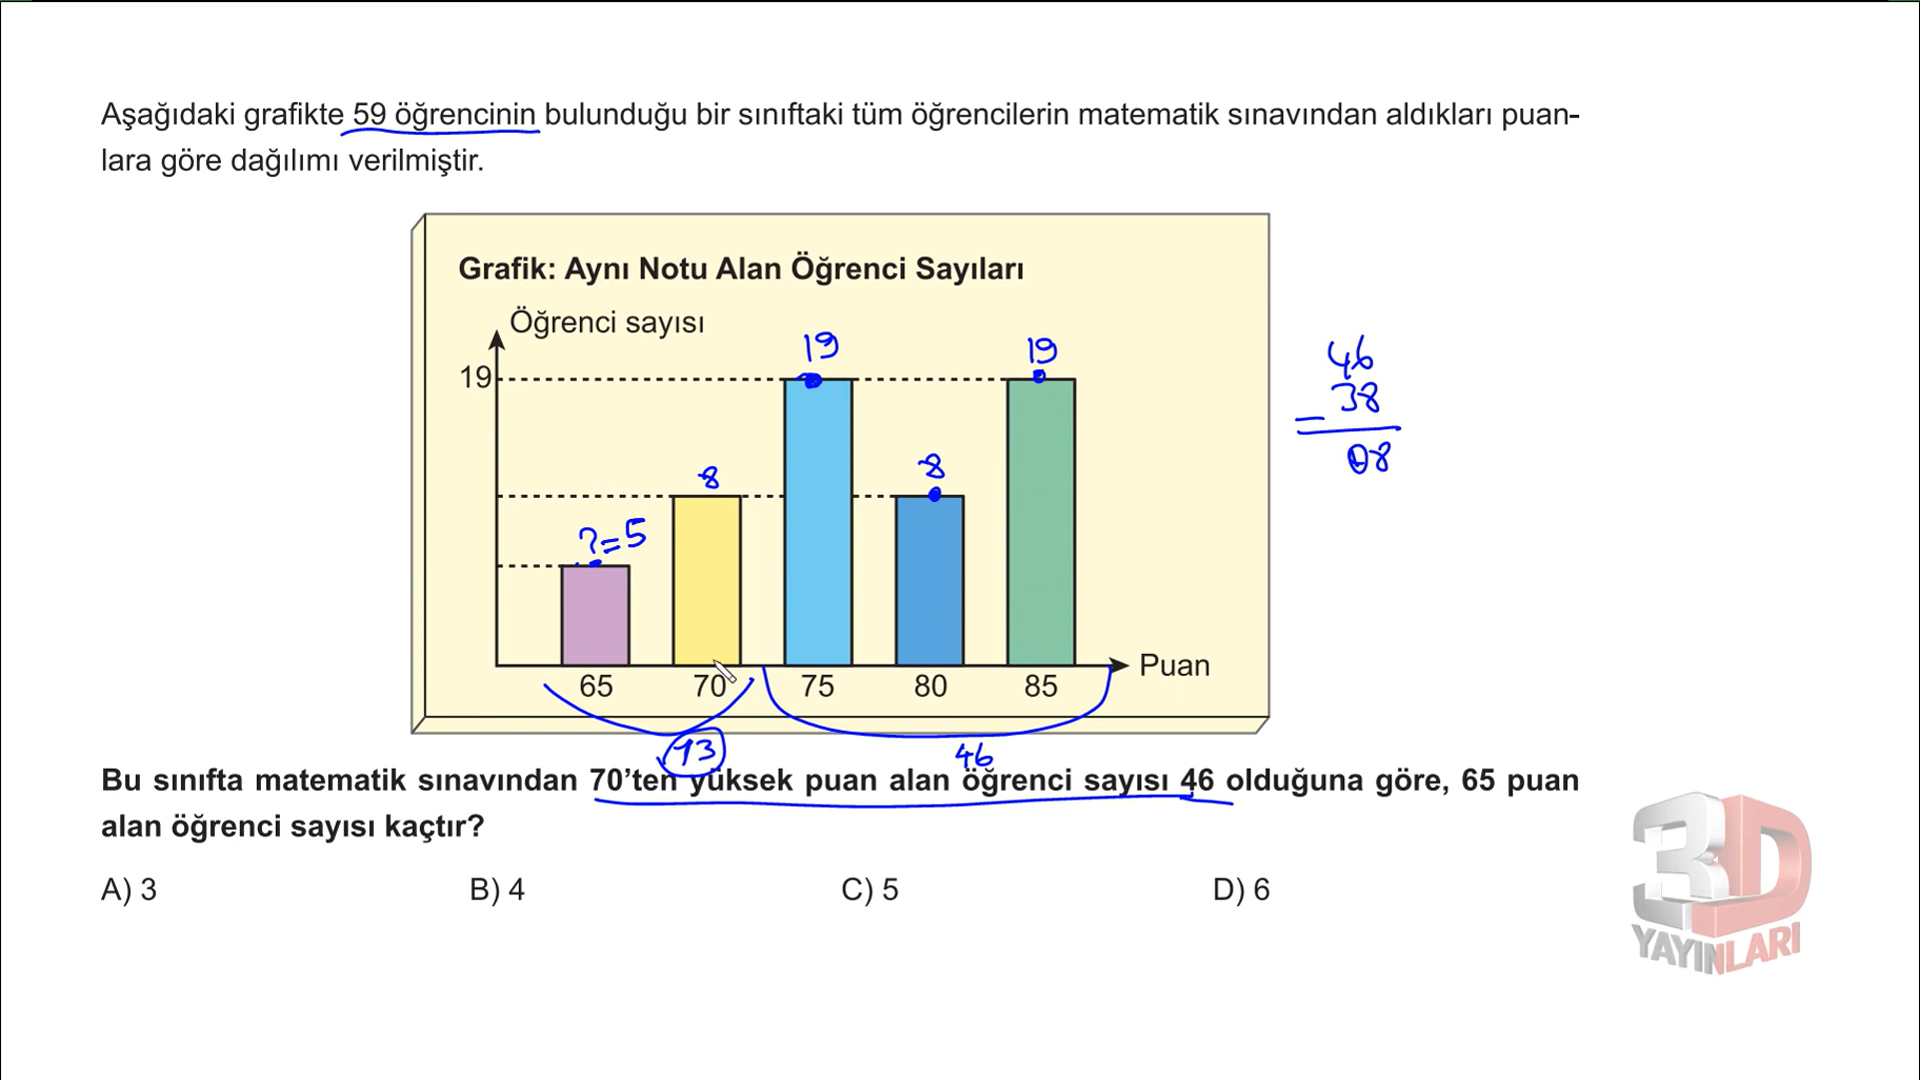 Aşağıdaki grafikte 59 öğrencinin bulunduğu bir sınıftaki tüm öğrencilerin matematik sınavından aldıkları puan-
lara göre dağılımı verilmiştir.
Grafik: Aynı Notu Alan Öğrenci Sayıları
Öğrenci sayısı
19
19
19
8
8
?=5
46
38
08
65 70 75 80 85 Puan
13
46
Bu sınıfta matematik sınavından 70’ten yüksek puan alan öğrenci sayısı 46 olduğuna göre, 65 puan
alan öğrenci sayısı kaçtır?
A) 3 B) 4 C) 5 D) 6
3D
YAYINLARI